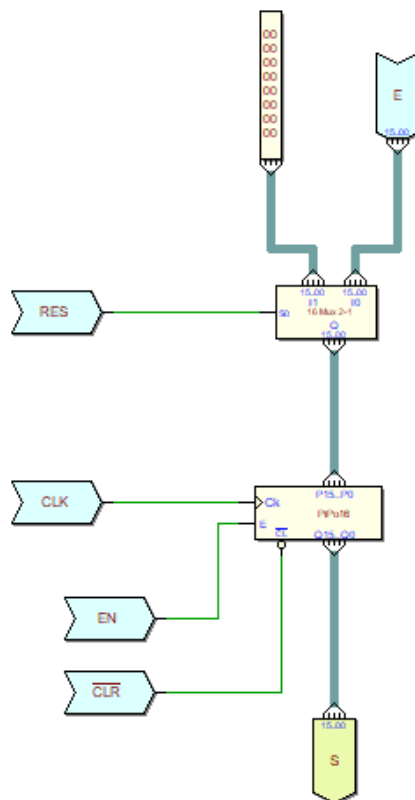 00
00
00
00
00
00
00
00
E
15..00
15..00
15..00
I1
I0
RES
S0
16 Mux 2-1
Q
15..00
CLK
Ck
P15...P0
E
PiPo16
CL
Q15...Q0
EN
CLR
15..00
S